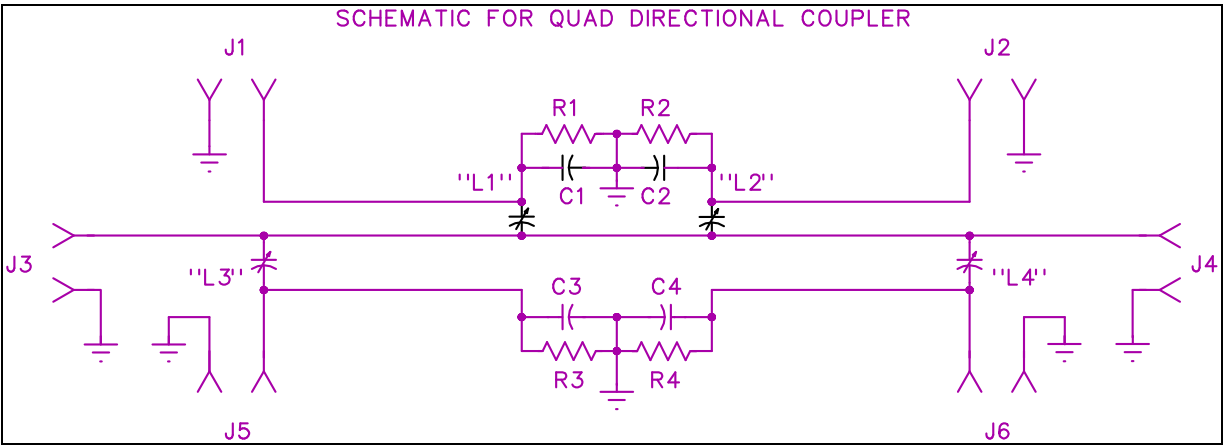 SCHEMATIC FOR QUAD DIRECTIONAL COUPLER
J1
J2
R1
R2
"L1"
C1
C2
"L2"
J3
"L3"
C3
C4
"L4"
J4
R3
R4
J5
J6